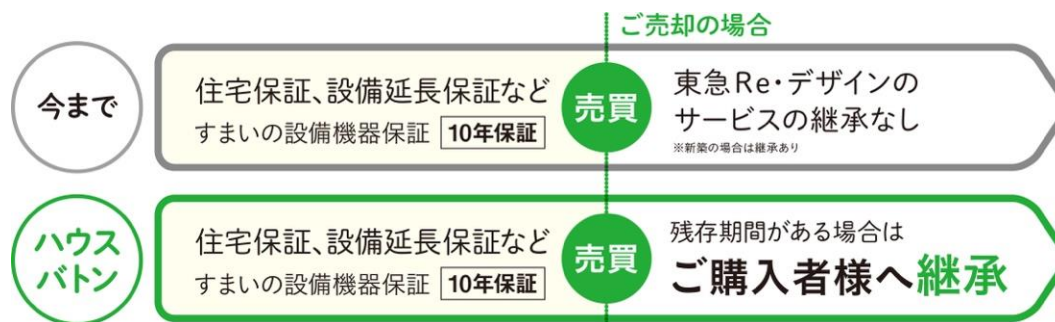 ご売却の場合
今まで
住宅保証、設備延長保証など
すまいの設備機器保証 10年保証
売買
東急Re・デザインの
サービスの継承なし
※新築の場合は継承あり
ハウス
バトン
住宅保証、設備延長保証など
すまいの設備機器保証 10年保証
売買
残存期間がある場合は
ご購入者様へ継承